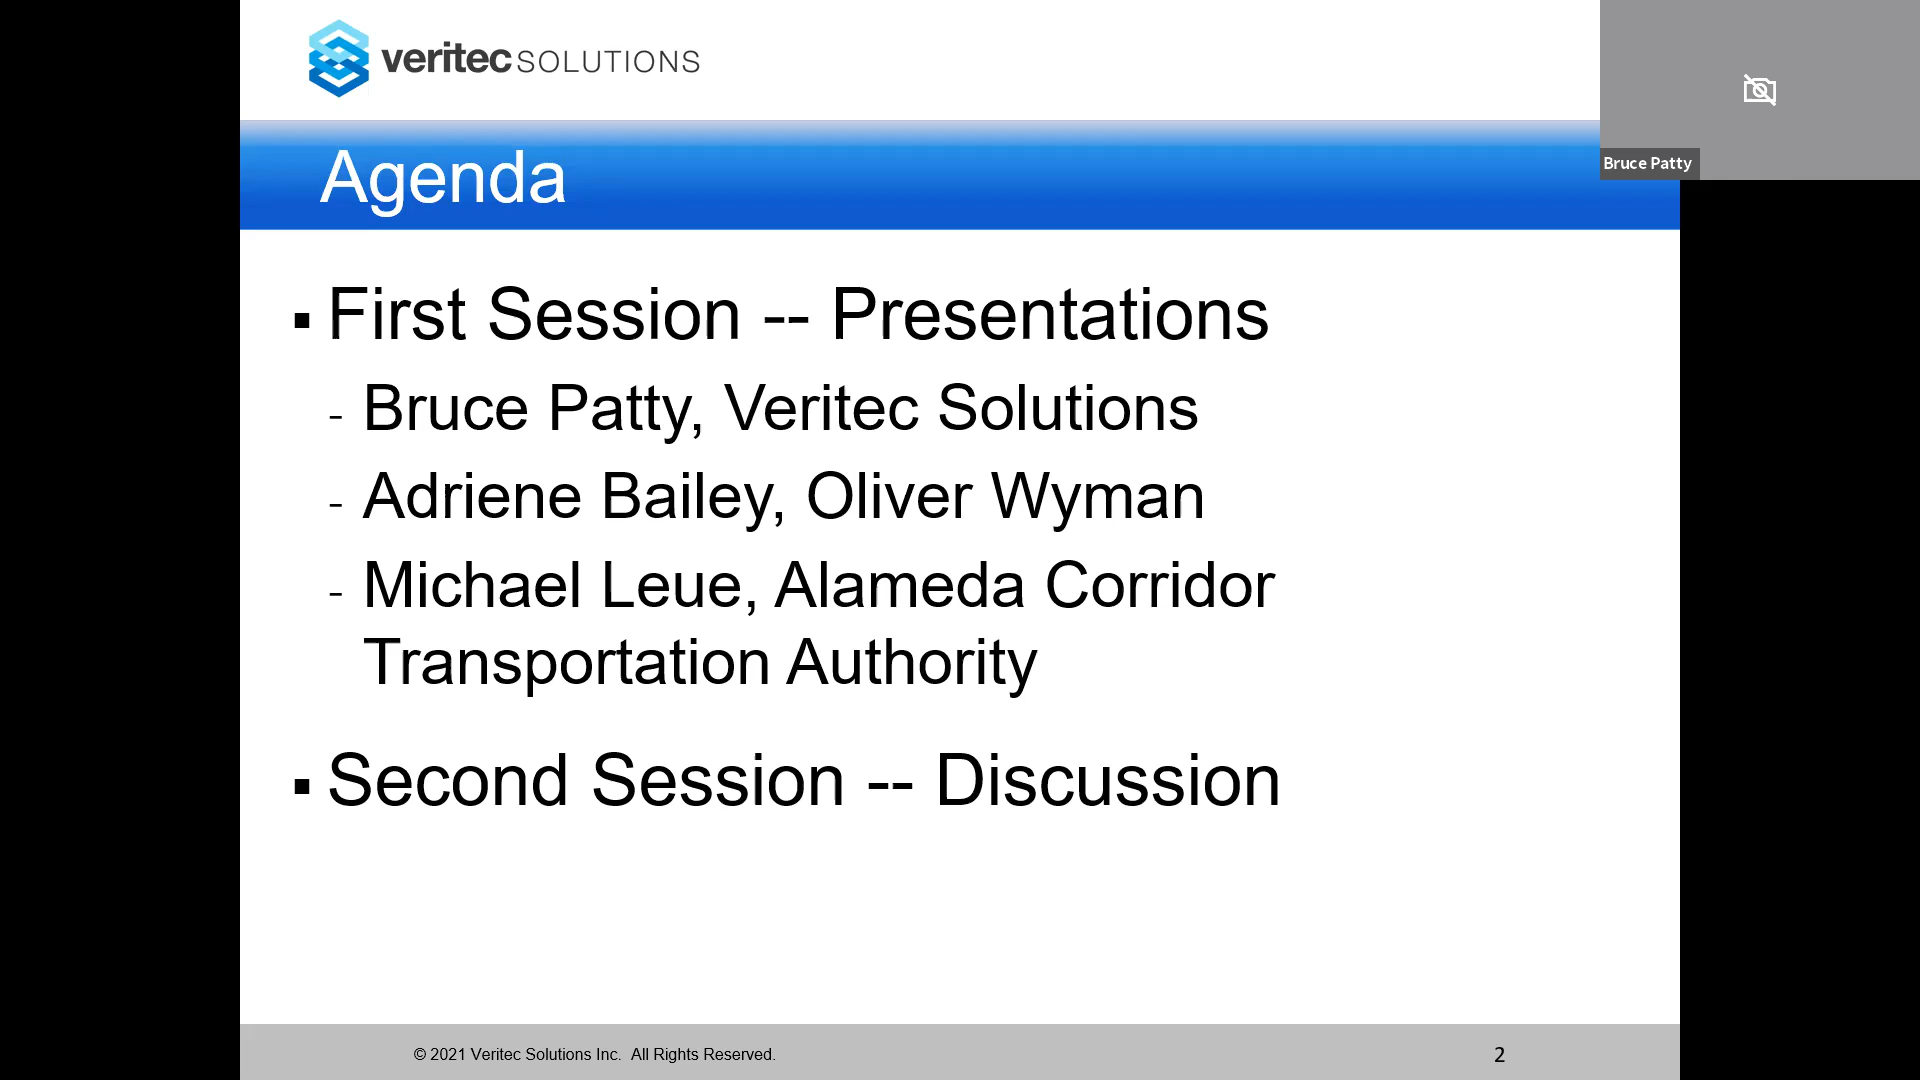 veritec SOLUTIONS
Agenda
Bruce Patty
▪ First Session -- Presentations
- Bruce Patty, Veritec Solutions
- Adriene Bailey, Oliver Wyman
- Michael Leue, Alameda Corridor
Transportation Authority
▪ Second Session -- Discussion
© 2021 Veritec Solutions Inc. All Rights Reserved.
2